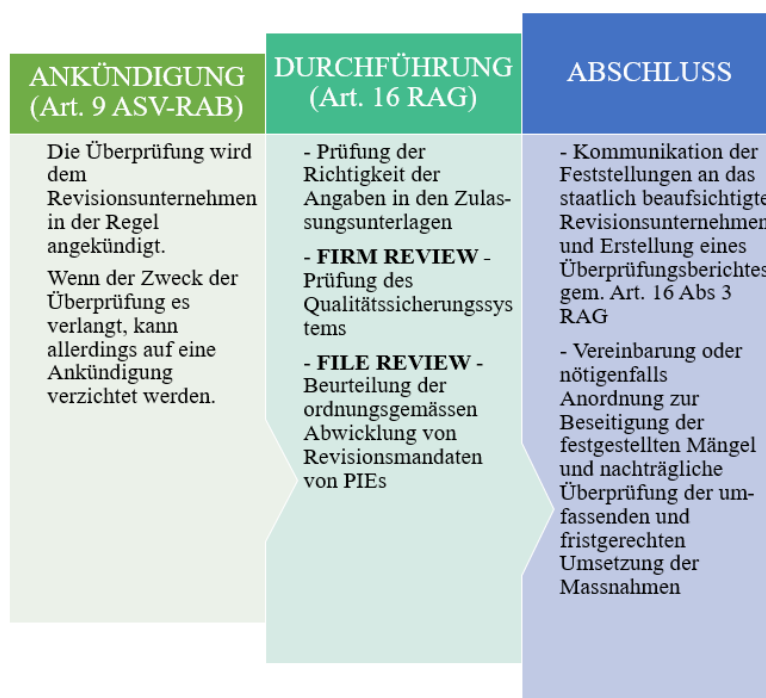 ANKÜNDIGUNG
(Art. 9 ASV-RAB)
Die Überprüfung wird
dem
Revisionsunternehmen
in der Regel
angekündigt.
Wenn der Zweck der
Überprüfung es
verlangt, kann
allerdings auf eine
Ankündigung
verzichtet werden.
DURCHFÜHRUNG
(Art. 16 RAG)
- Prüfung der
Richtigkeit der
Angaben in den Zulas-
sungsunterlagen
- FIRM REVIEW -
Prüfung des
Qualitätssicherungssys
tems
- FILE REVIEW -
Beurteilung der
ordnungsgemässen
Abwicklung von
Revisionsmandaten
von PIEs
ABSCHLUSS
- Kommunikation der
Feststellungen an das
staatlich beaufsichtigte
Revisionsunternehmen
und Erstellung eines
Überprüfungsberichtes
gem. Art. 16 Abs 3
RAG
- Vereinbarung oder
nötigenfalls
Anordnung zur
Beseitigung der
festgestellten Mängel
und nachträgliche
Überprüfung der um-
fassenden und
fristgerechten
Umsetzung der
Massnahmen